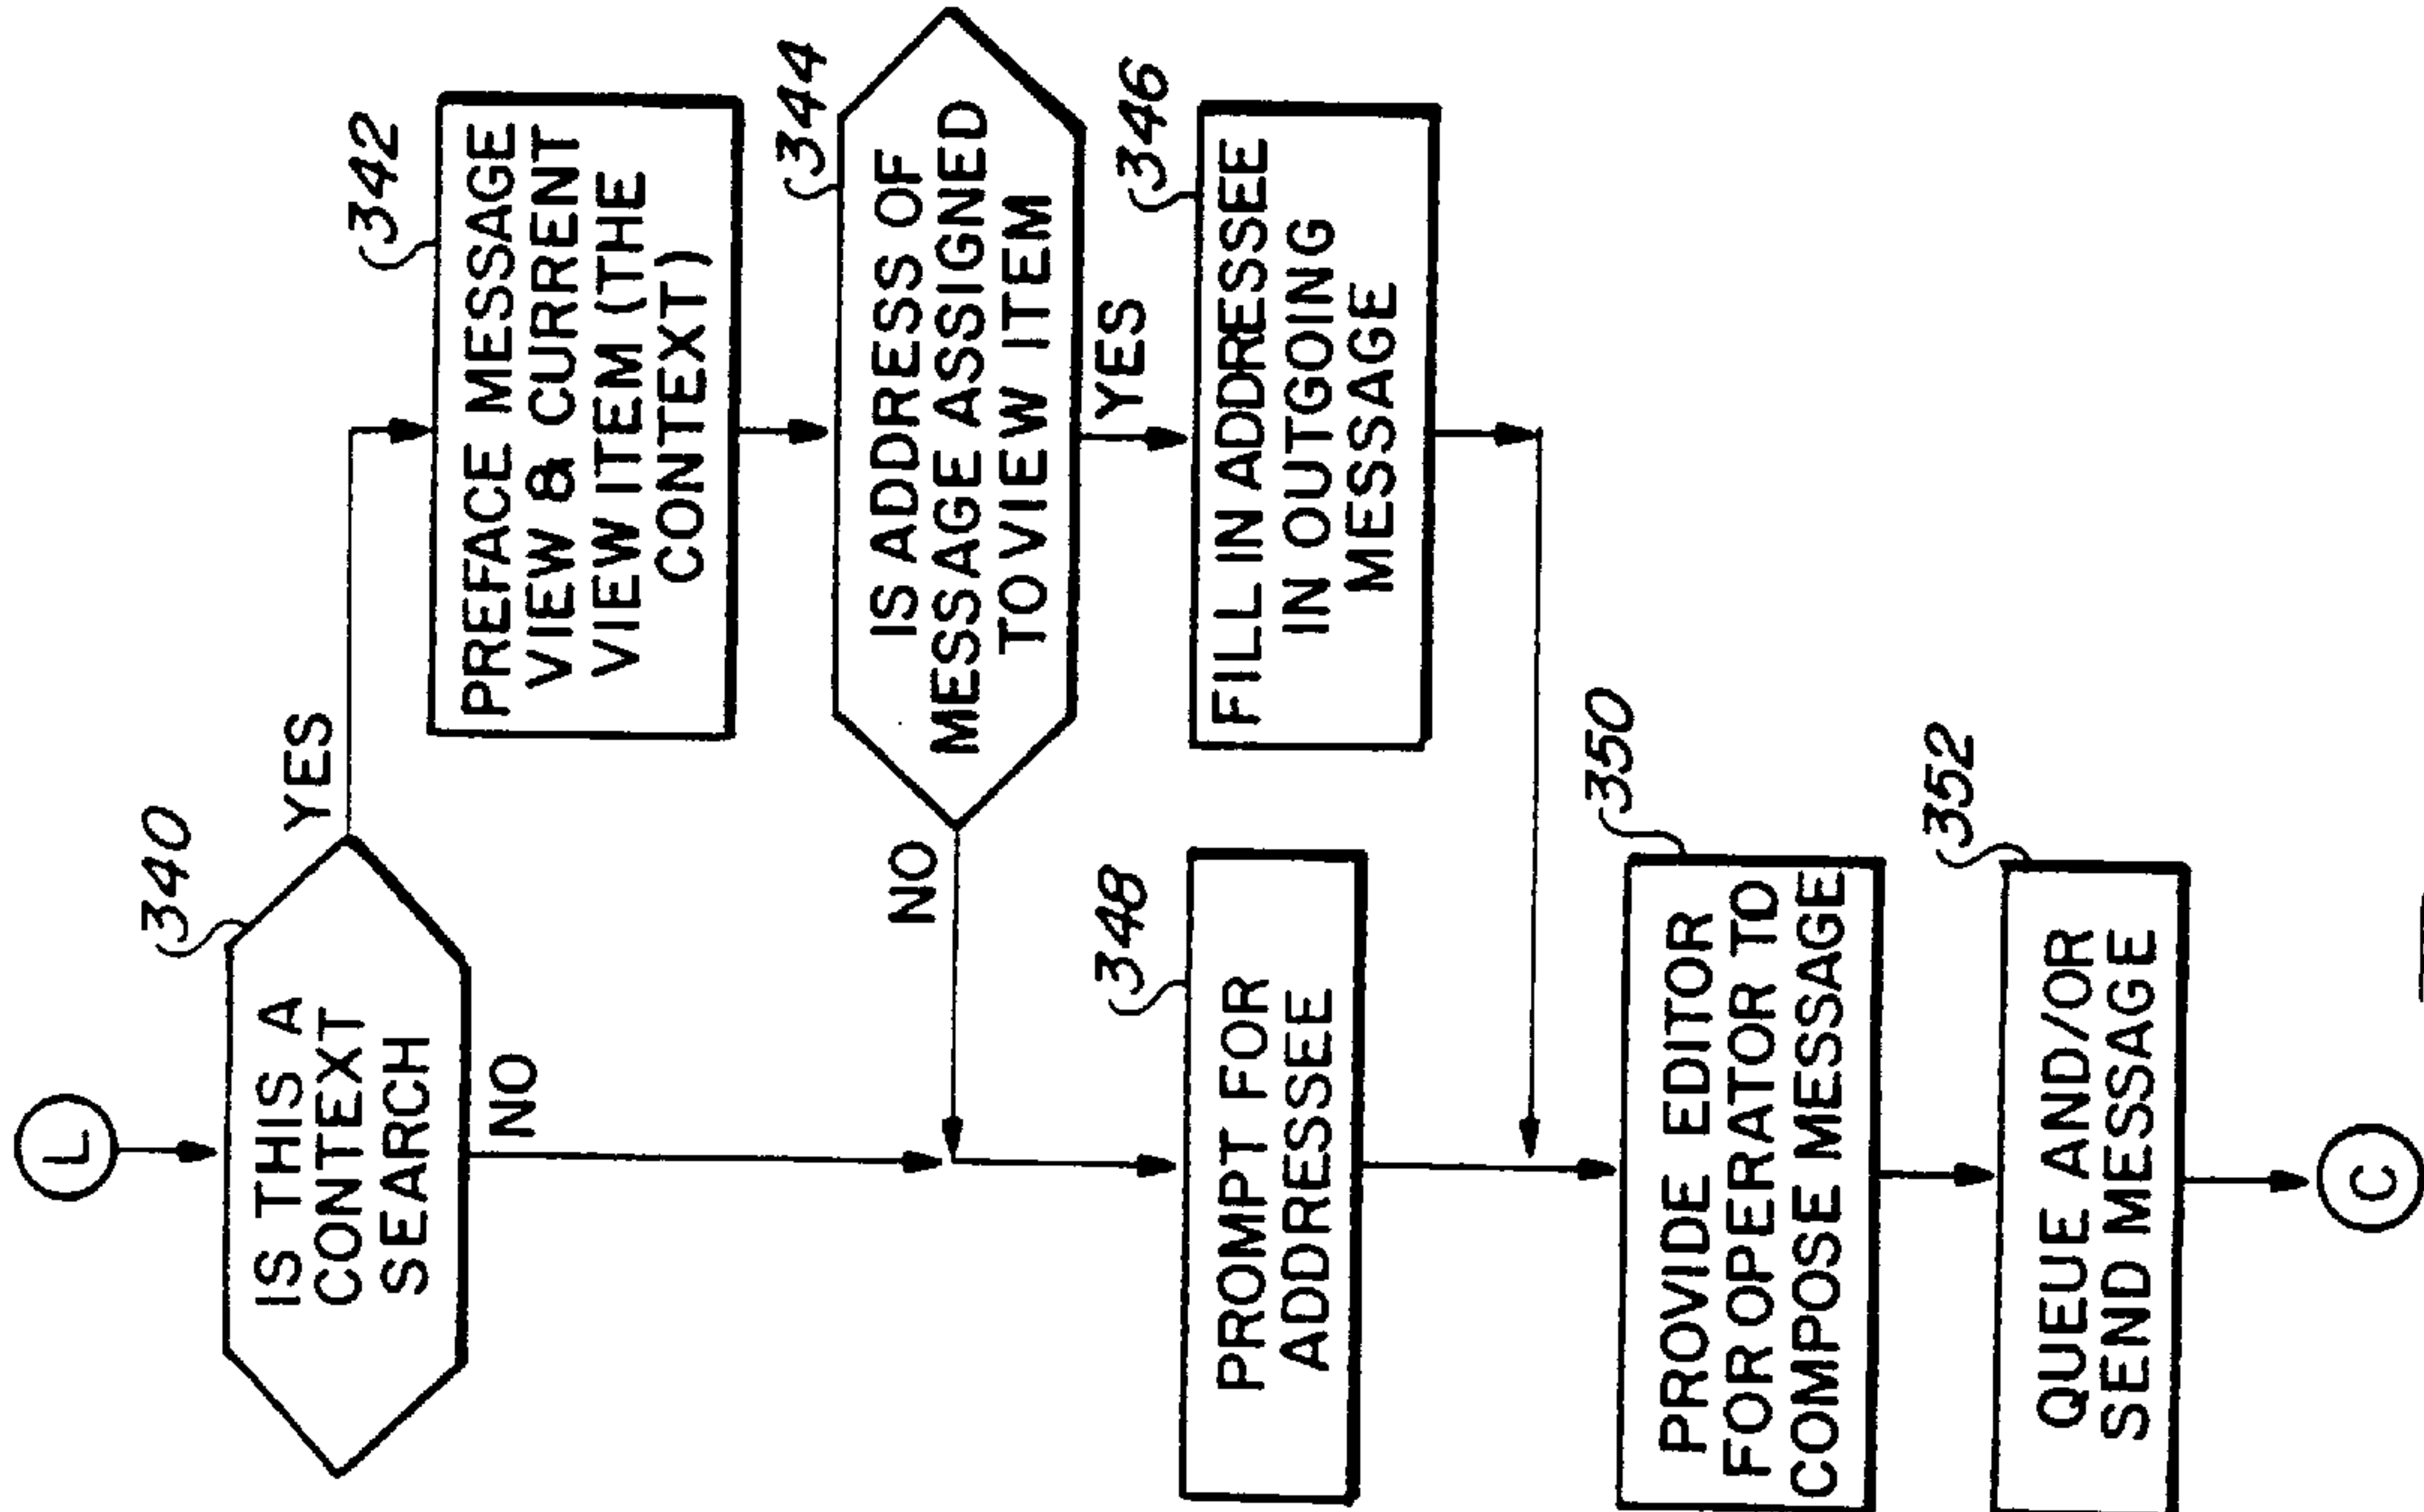 L
340
IS THIS A
CONTEXT
SEARCH
YES
NO
342
PREFACE MESSAGE
VIEW & CURRENT
VIEW ITEM (THE
CONTEXT)
344
IS ADDRESS OF
MESSAGE ASSIGNED
TO VIEW ITEM
NO
YES
346
FILL IN ADDRESSEE
IN OUTGOING
MESSAGE
348
PROMPT FOR
ADDRESSEE
350
PROVIDE EDITOR
FOR OPERATOR TO
COMPOSE MESSAGE
352
QUEUE AND/OR
SEND MESSAGE
C